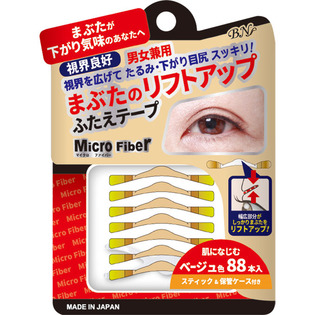 まぶたが
下がり気味のあなたへ
B.N.
視界良好
男女兼用
視界を広げて たるみ・下がり目尻 スッキリ!
まぶたのリフトアップ
ふたえテープ
Micro Fiber
マイクロ ファイバー
幅広部分が
しっかりまぶたを
リフトアップ!
肌になじむ
ベージュ色 88本入
スティック&保管ケース付き
Micro Fiber
MADE IN JAPAN